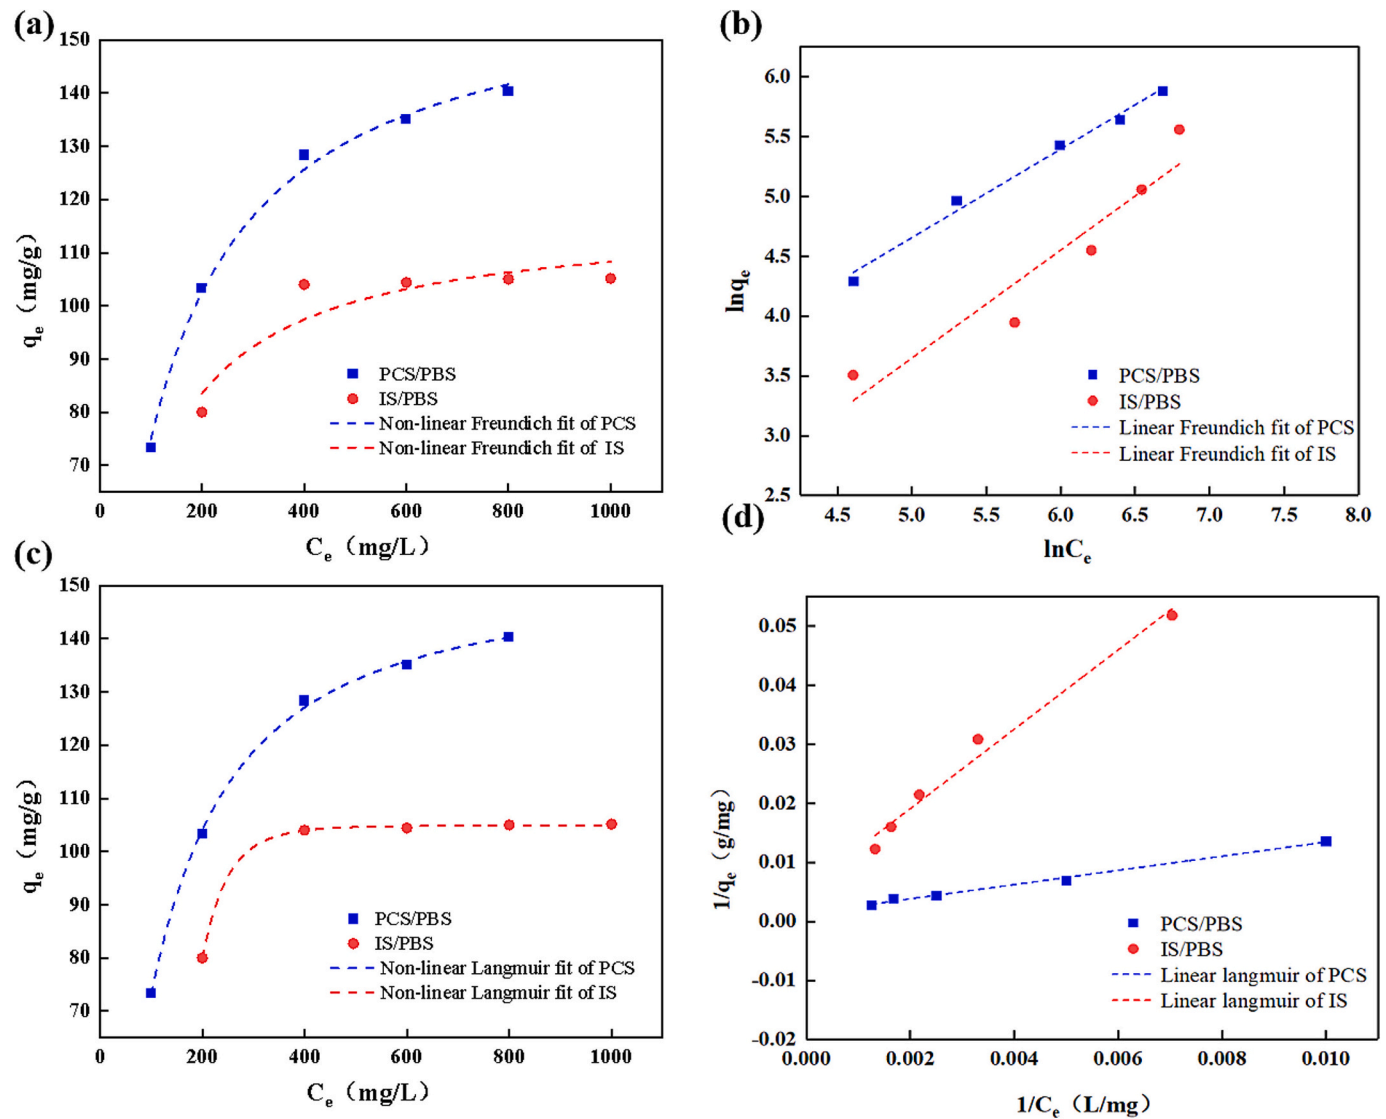 (a)
150
140
130
120
110
100
90
80
70
0 200 400 600 800 1000
qe（mg/g）
Ce（mg/L）
PCS/PBS
IS/PBS
Non-linear Freundich fit of PCS
Non-linear Freundich fit of IS
(b)
6.0
5.5
5.0
4.5
4.0
3.5
3.0
2.5
4.5 5.0 5.5 6.0 6.5 7.0 7.5 8.0
lnqe
lnCe
PCS/PBS
IS/PBS
Linear Freundich fit of PCS
Linear Freundich fit of IS
(c)
150
140
130
120
110
100
90
80
70
0 200 400 600 800 1000
qe（mg/g）
Ce（mg/L）
PCS/PBS
IS/PBS
Non-linear Langmuir fit of PCS
Non-linear Langmuir fit of IS
(d)
0.05
0.04
0.03
0.02
0.01
0.00
-0.01
-0.02
0.000 0.002 0.004 0.006 0.008 0.010
1/qe（g/mg）
1/Ce（L/mg）
PCS/PBS
IS/PBS
Linear langmuir of PCS
Linear langmuir of IS